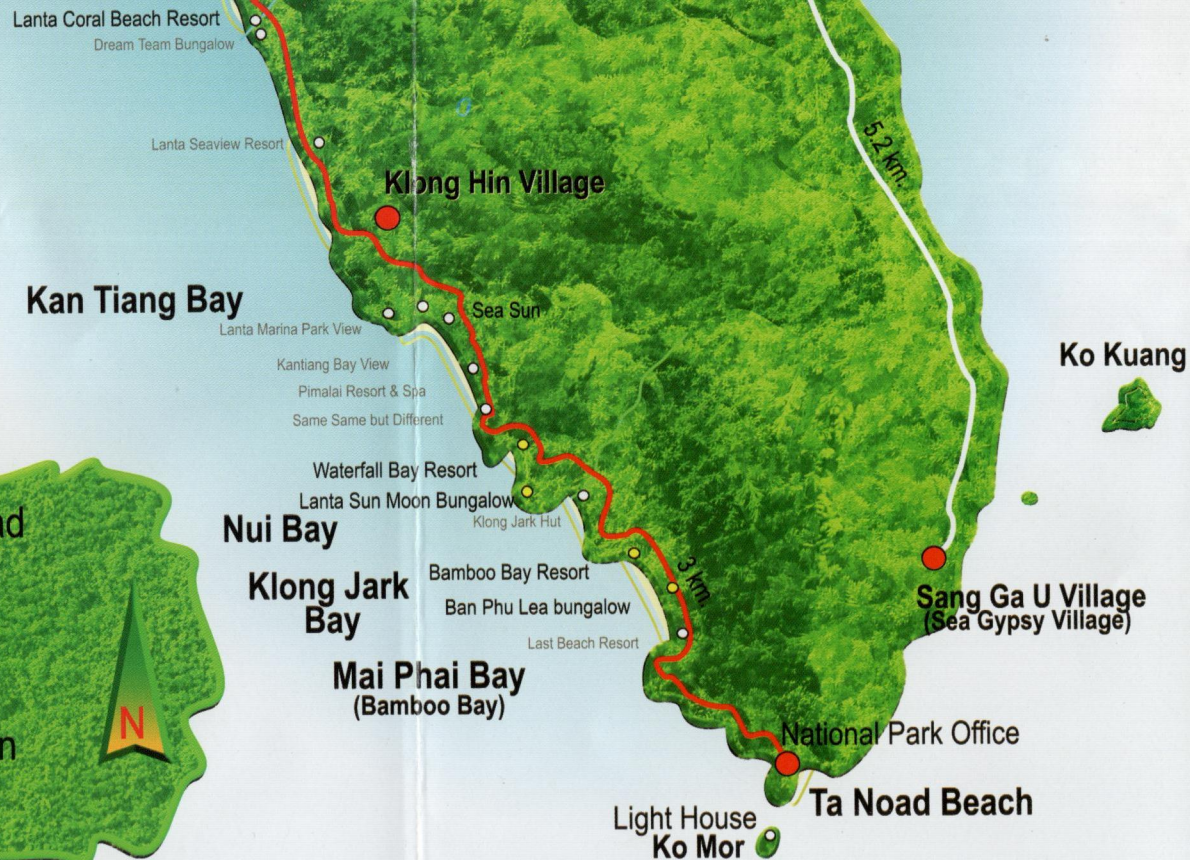 Lanta Coral Beach Resort
Dream Team Bungalow
5.2 km.
Lanta Seaview Resort
Klong Hin Village
Kan Tiang Bay
Sea Sun
Lanta Marina Park View
Ko Kuang
Kantiang Bay View
Pimalai Resort & Spa
Same Same but Different
Waterfall Bay Resort
Lanta Sun Moon Bungalow
Klong Jark Hut
Nui Bay
Klong Jark
Bay
Bamboo Bay Resort
3 km.
Ban Phu Lea bungalow
Sang Ga U Village
(Sea Gypsy Village)
Last Beach Resort
Mai Phai Bay
(Bamboo Bay)
N
National Park Office
Ta Noad Beach
Light House
Ko Mor